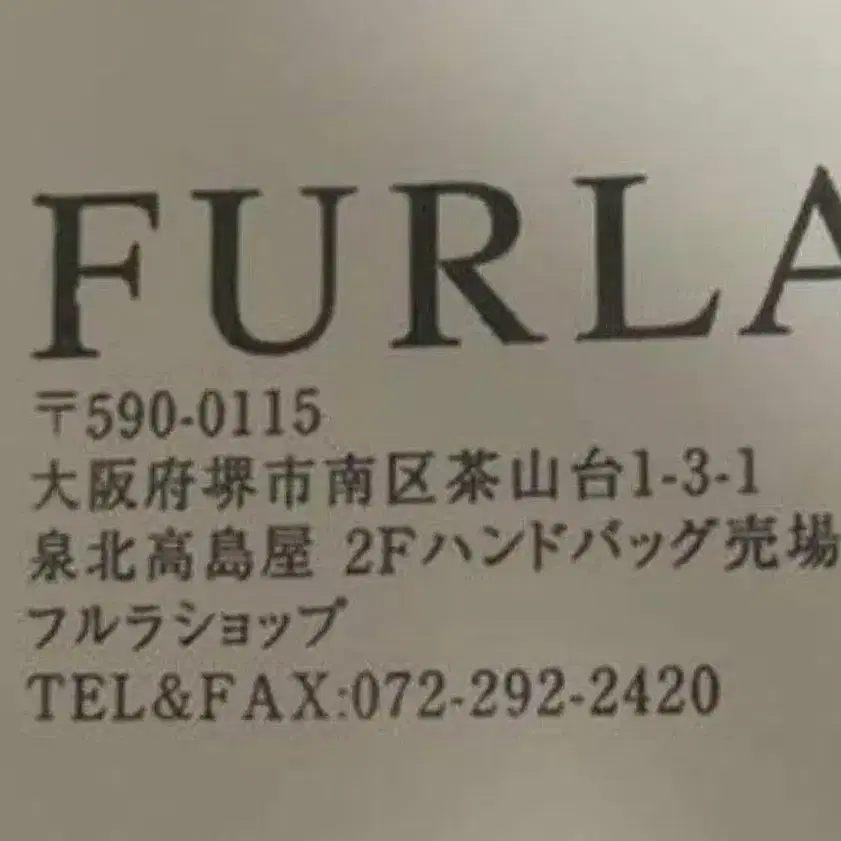 FURLA
〒590-0115
大阪府堺市南区茶山台1-3-1
泉北高島屋 2Fハンドバッグ売場
フルラショップ
TEL&FAX:072-292-2420